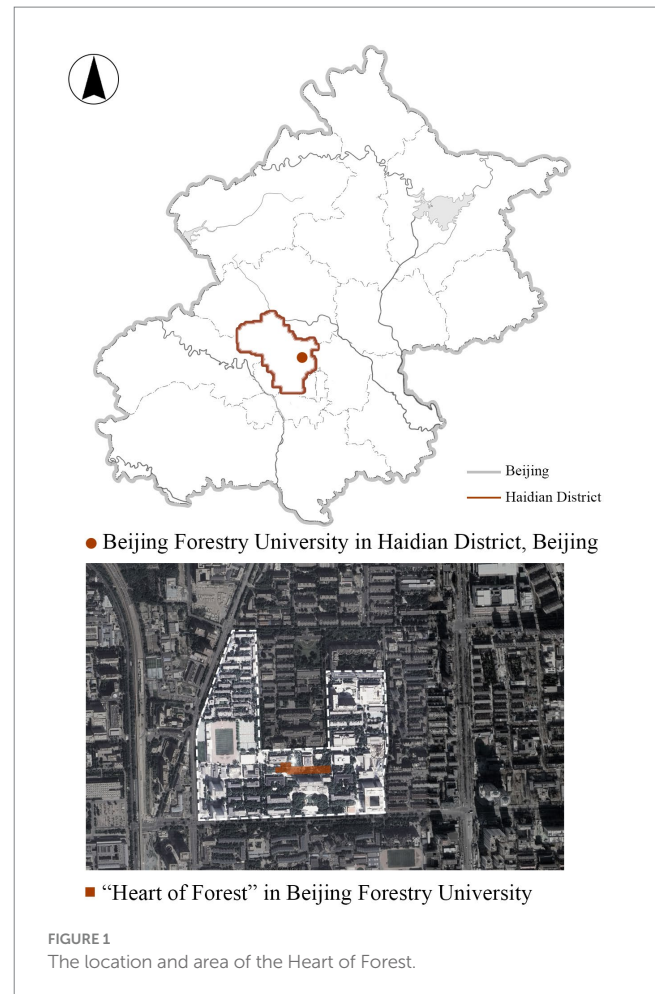 Beijing
Haidian District
Beijing Forestry University in Haidian District, Beijing
“Heart of Forest” in Beijing Forestry University
FIGURE 1
The location and area of the Heart of Forest.